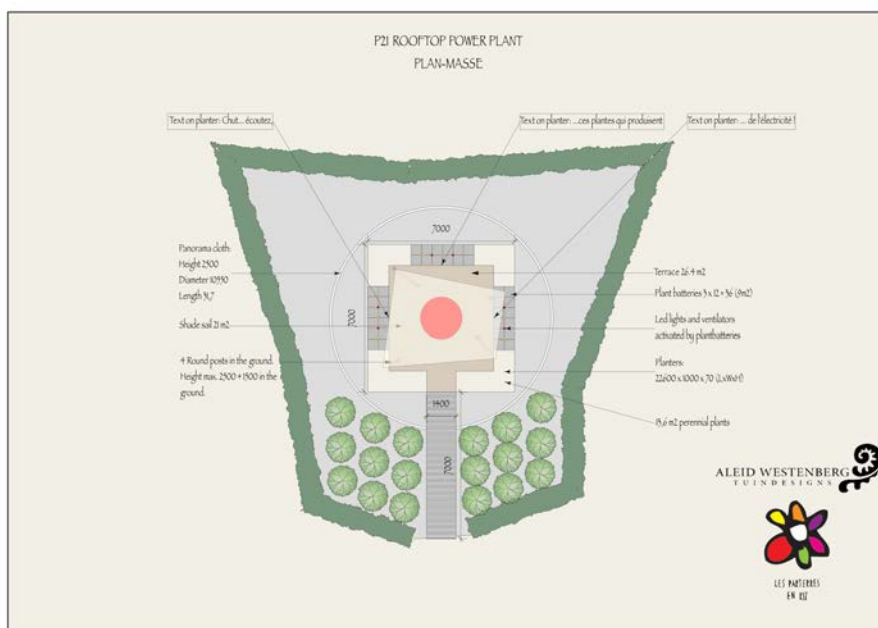 P21 ROOFTOP POWER PLANT
PLAN-MASSE
Text on planter: Chut... écoutez,
Text on planter: ...ces plantes qui produisent
Text on planter: ... de l'électricité !
7000
Panorama cloth:
Height 2500
Diameter 10950
Length 31,7
Shade sail 21 m2
4 Round posts in the ground.
Height max. 2500 + 1500 in the
ground.
7000
Terrace 26.4 m2
Plant batteries 3 x 12 = 36 (9m2)
Led lights and ventilators
activated by plantbatteries
Planters:
22600 x 1000 x 70 (LxWxH)
13,6 m2 perennial plants
1400
7000
ALEID WESTENBERG
TUINDESIGNS
LES PARTERRES
EN KIT